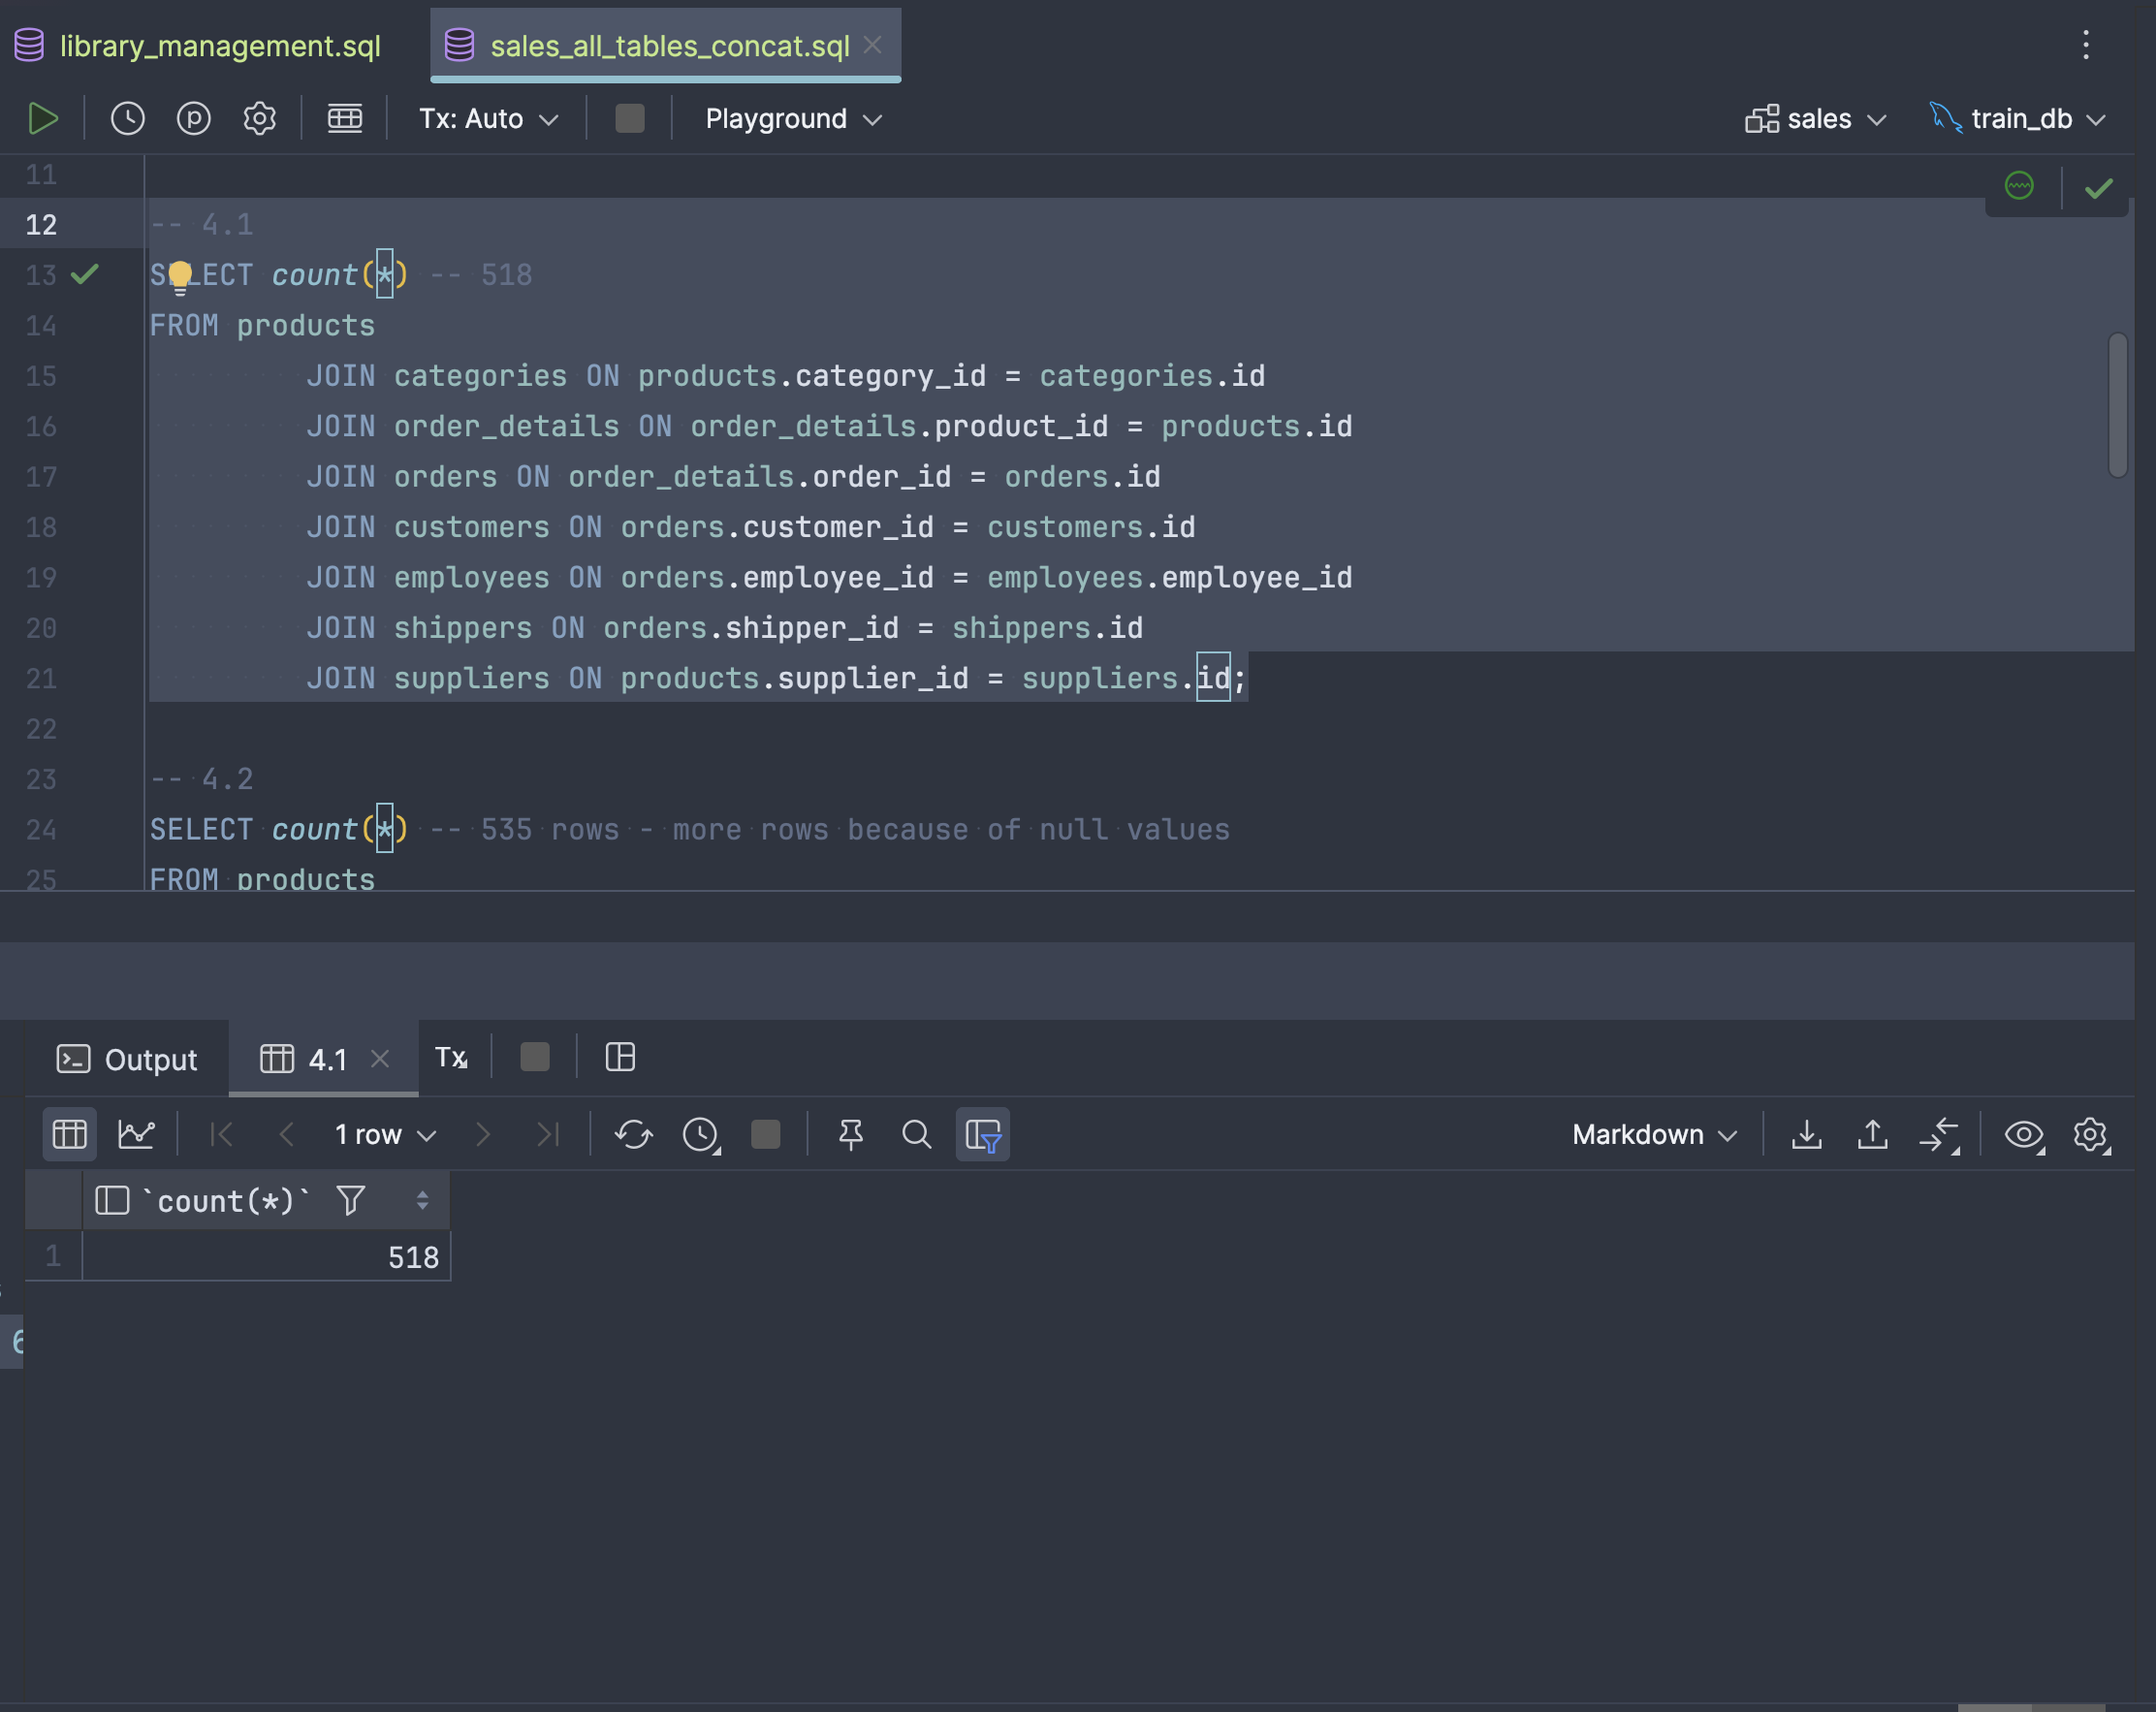 library_management.sql
sales_all_tables_concat.sql
Tx: Auto
Playground
sales
train_db
11
12 -- 4.1
13 SELECT count(*) -- 518
14 FROM products
15 JOIN categories ON products.category_id = categories.id
16 JOIN order_details ON order_details.product_id = products.id
17 JOIN orders ON order_details.order_id = orders.id
18 JOIN customers ON orders.customer_id = customers.id
19 JOIN employees ON orders.employee_id = employees.employee_id
20 JOIN shippers ON orders.shipper_id = shippers.id
21 JOIN suppliers ON products.supplier_id = suppliers.id;
22
23 -- 4.2
24 SELECT count(*) -- 535 rows - more rows because of null values
25 FROM products
Output
4.1
Tx
1 row
Markdown
`count(*)`
1 518
6